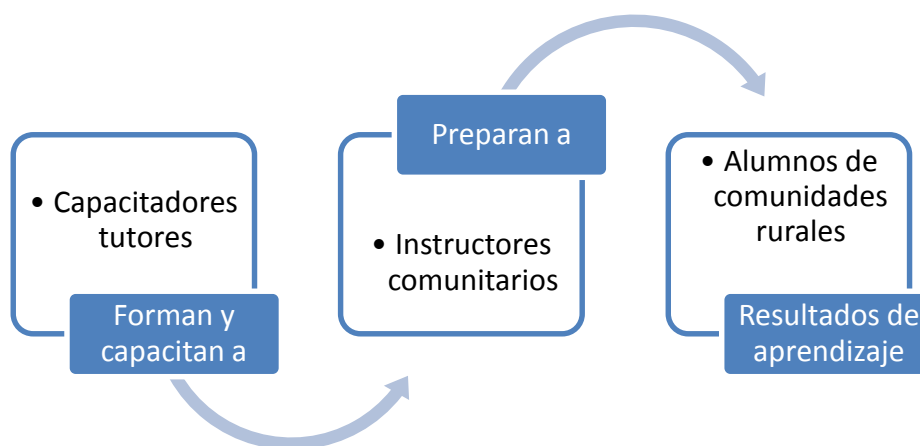 • Capacitadores
tutores
Forman y
capacitan a
Preparan a
• Instructores
comunitarios
• Alumnos de
comunidades
rurales
Resultados de
aprendizaje